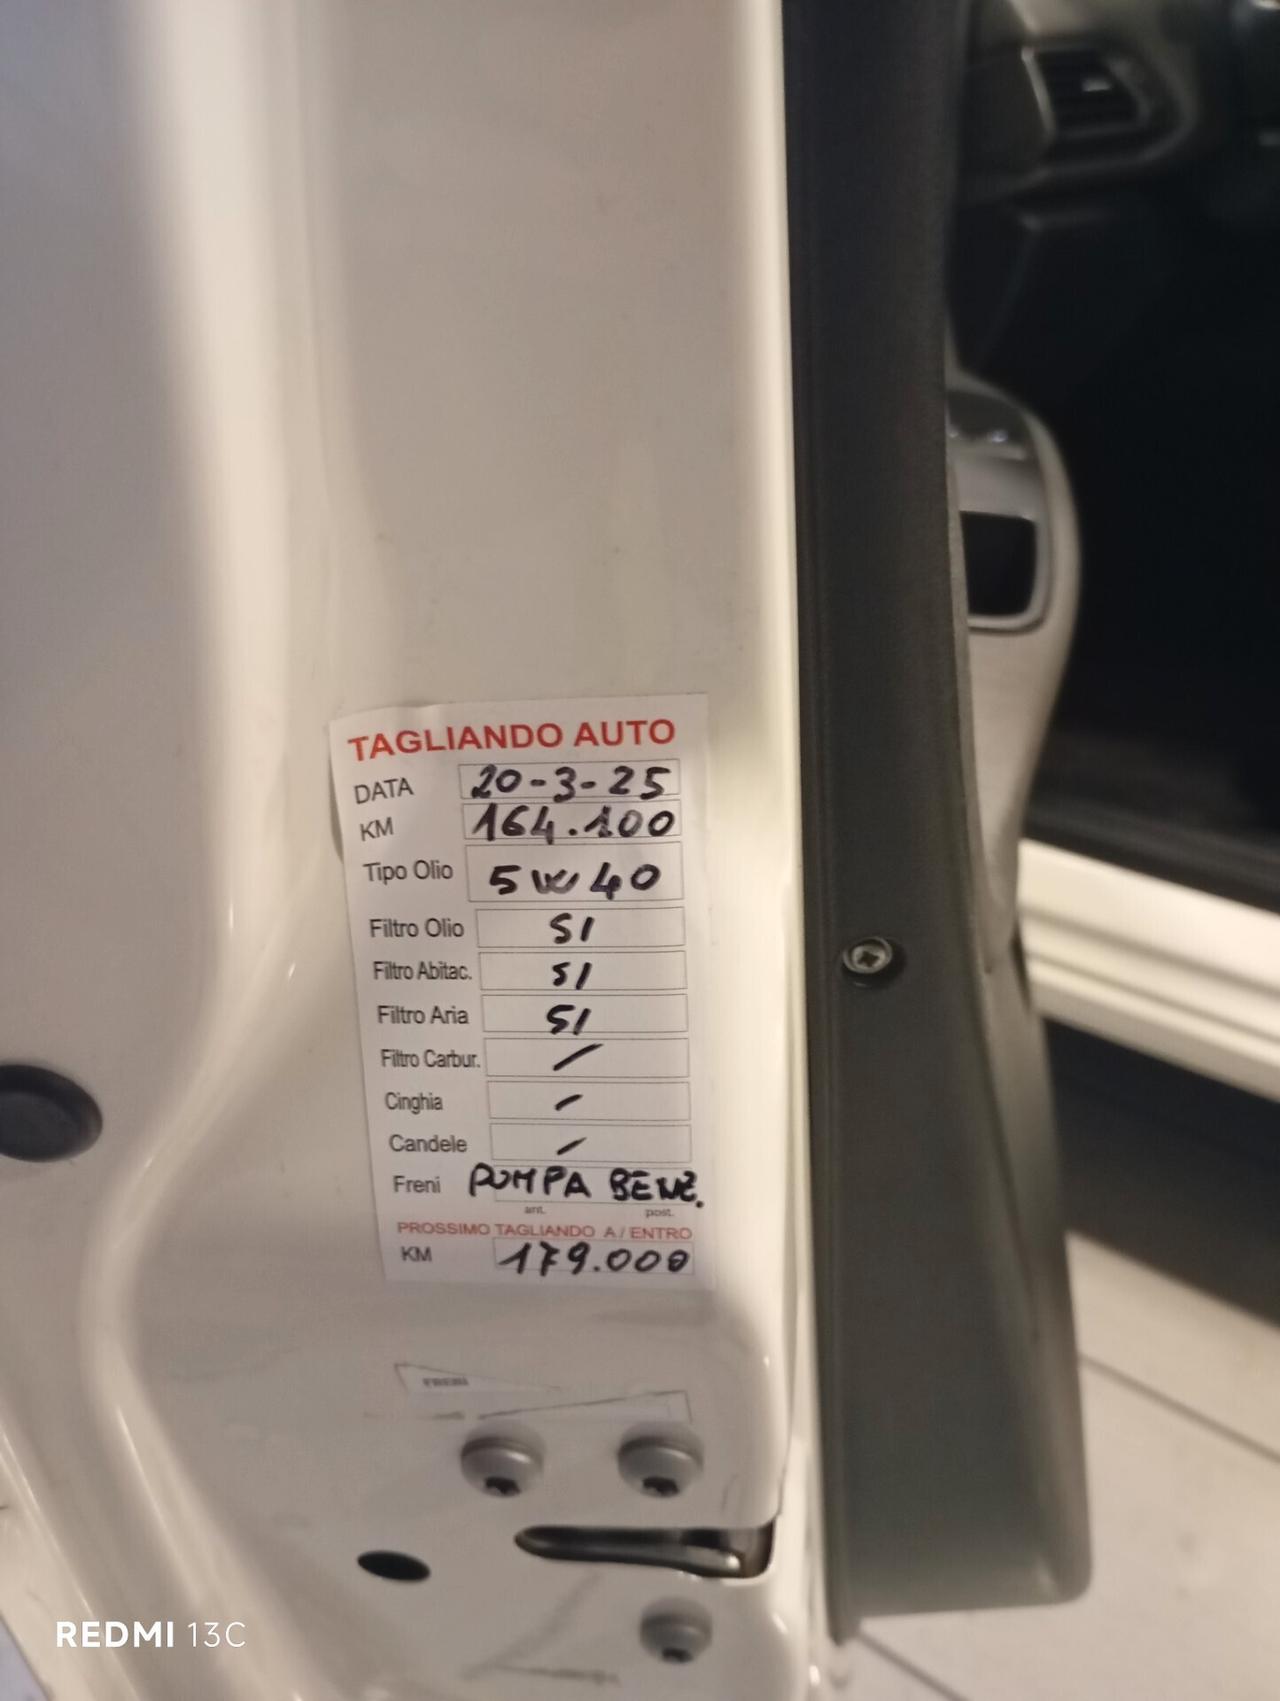 TAGLIANDO AUTO
DATA 20-3-25
KM 164.100
Tipo Olio 5W40
Filtro Olio SI
Filtro Abitac. SI
Filtro Aria SI
Filtro Carbur. /
Cinghia /
Candele /
Freni POMPA BENZ.
ant. post.
PROSSIMO TAGLIANDO A / ENTRO
KM 179.000
FRENI
REDMI 13C